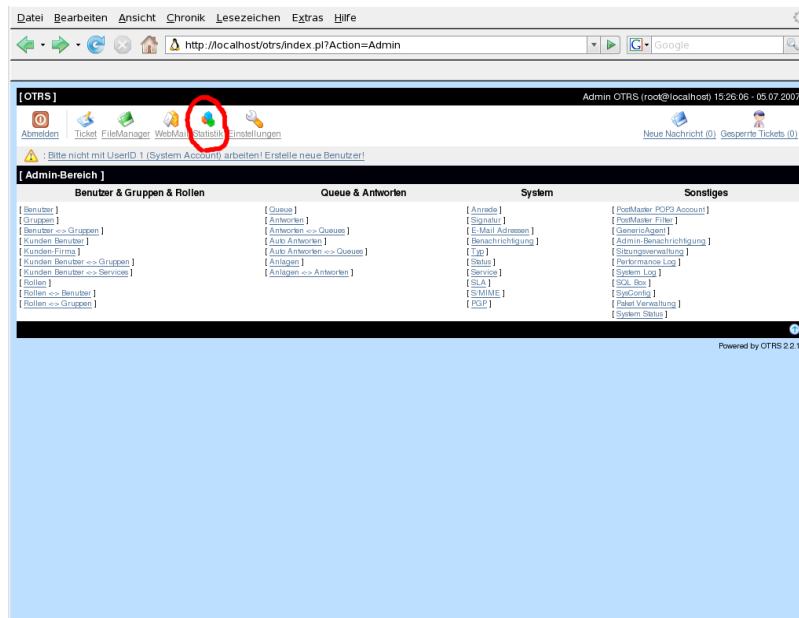 Datei Bearbeiten Ansicht Chronik Lesezeichen Extras Hilfe
http://localhost/otrs/index.pl?Action=Admin
G Google
[ OTRS ] Admin OTRS (root@localhost) 15:26:06 - 05.07.2007
Abmelden Ticket FileManager WebMail Statistik Einstellungen Neue Nachricht (0) Gesperrte Tickets (0)
: Bitte nicht mit UserID 1 (System Account) arbeiten! Erstelle neue Benutzer!
[ Admin-Bereich ]
Benutzer & Gruppen & Rollen
[ Benutzer ]
[ Gruppen ]
[ Benutzer <-> Gruppen ]
[ Kunden Benutzer ]
[ Kunden-Firma ]
[ Kunden Benutzer <-> Gruppen ]
[ Kunden Benutzer <-> Services ]
[ Rollen ]
[ Rollen <-> Benutzer ]
[ Rollen <-> Gruppen ]
Queue & Antworten
[ Queue ]
[ Antworten ]
[ Antworten <-> Queues ]
[ Auto Antworten ]
[ Auto Antworten <-> Queues ]
[ Anlagen ]
[ Anlagen <-> Antworten ]
System
[ Anrede ]
[ Signatur ]
[ E-Mail Adressen ]
[ Benachrichtigung ]
[ Typ ]
[ Status ]
[ Service ]
[ SLA ]
[ S/MIME ]
[ PGP ]
Sonstiges
[ PostMaster POP3 Account ]
[ PostMaster Filter ]
[ GenericAgent ]
[ Admin-Benachrichtigung ]
[ Sitzungsverwaltung ]
[ Performance Log ]
[ System Log ]
[ SQL Box ]
[ SysConfig ]
[ Paket Verwaltung ]
[ System Status ]
Powered by OTRS 2.2.1